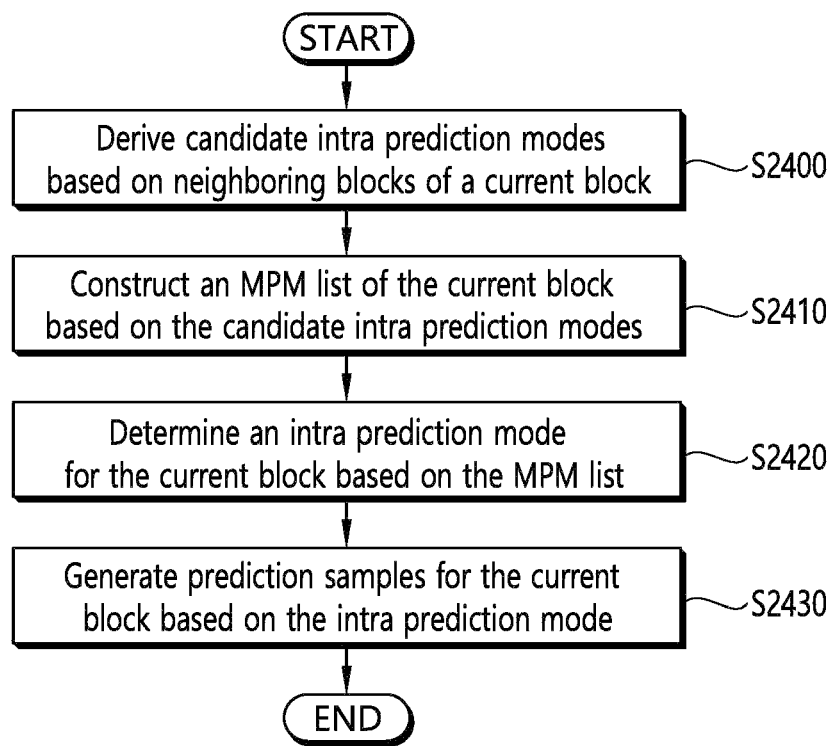 START
Derive candidate intra prediction modes
based on neighboring blocks of a current block
S2400
Construct an MPM list of the current block
based on the candidate intra prediction modes
S2410
Determine an intra prediction mode
for the current block based on the MPM list
S2420
Generate prediction samples for the current
block based on the intra prediction mode
S2430
END